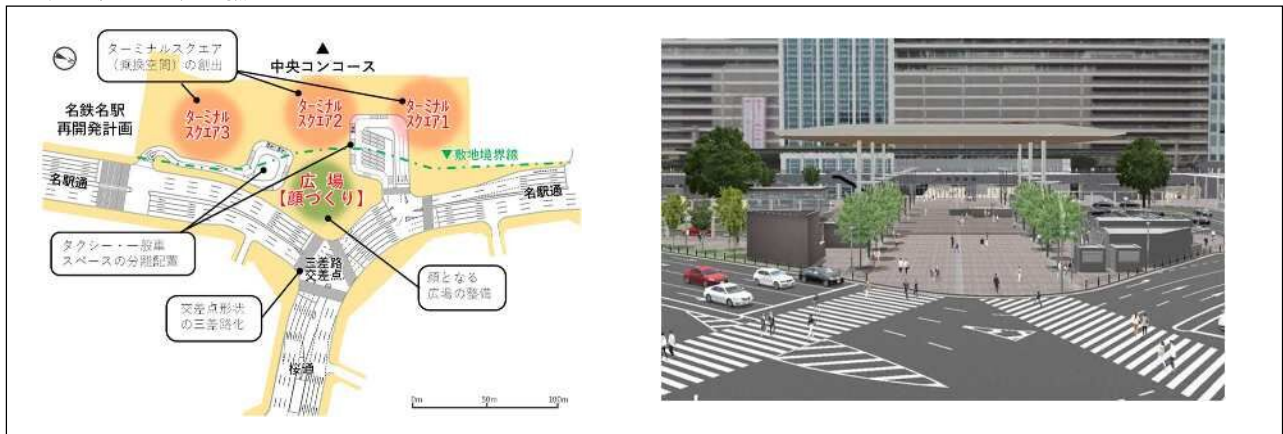 ターミナルスクエア
（乗換空間）の創出
▲
中央コンコース
名鉄名駅
再開発計画
ターミナル
スクエア3
ターミナル
スクエア2
ターミナル
スクエア1
▼敷地境界線
名駅通
広場
【顔づくり】
名駅通
タクシー・一般車
スペースの分離配置
三差路
交差点
顔となる
広場の整備
交差点形状
の三差路化
桜通
0m 50m 100m